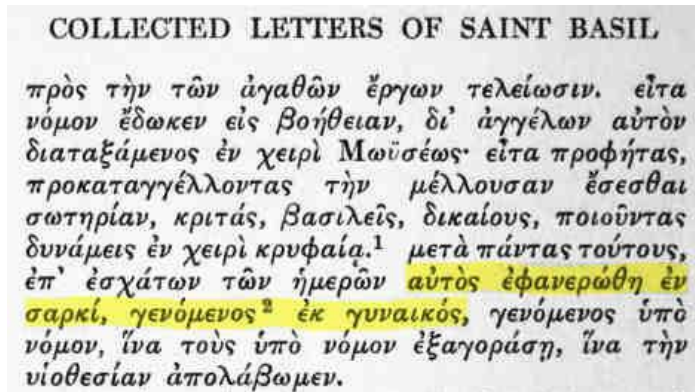 COLLECTED LETTERS OF SAINT BASIL
πρὸς τὴν τῶν ἀγαθῶν ἔργων τελείωσιν. εἶτα
νόμον ἔδωκεν εἰς βοήθειαν, δι' ἀγγέλων αὐτὸν
διαταξάμενος ἐν χειρὶ Μωϋσέως· εἶτα προφήτας,
προκαταγγέλλοντας τὴν μέλλουσαν ἔσεσθαι
σωτηρίαν, κριτάς, βασιλεῖς, δικαίους, ποιοῦντας
δυνάμεις ἐν χειρὶ κρυφαίᾳ.¹ μετὰ πάντας τούτους,
ἐπ' ἐσχάτων τῶν ἡμερῶν αὐτὸς ἐφανερώθη ἐν
σαρκί, γενόμενος² ἐκ γυναικός, γενόμενος ὑπὸ
νόμον, ἵνα τοὺς ὑπὸ νόμον ἐξαγοράσῃ, ἵνα τὴν
υἱοθεσίαν ἀπολάβωμεν.